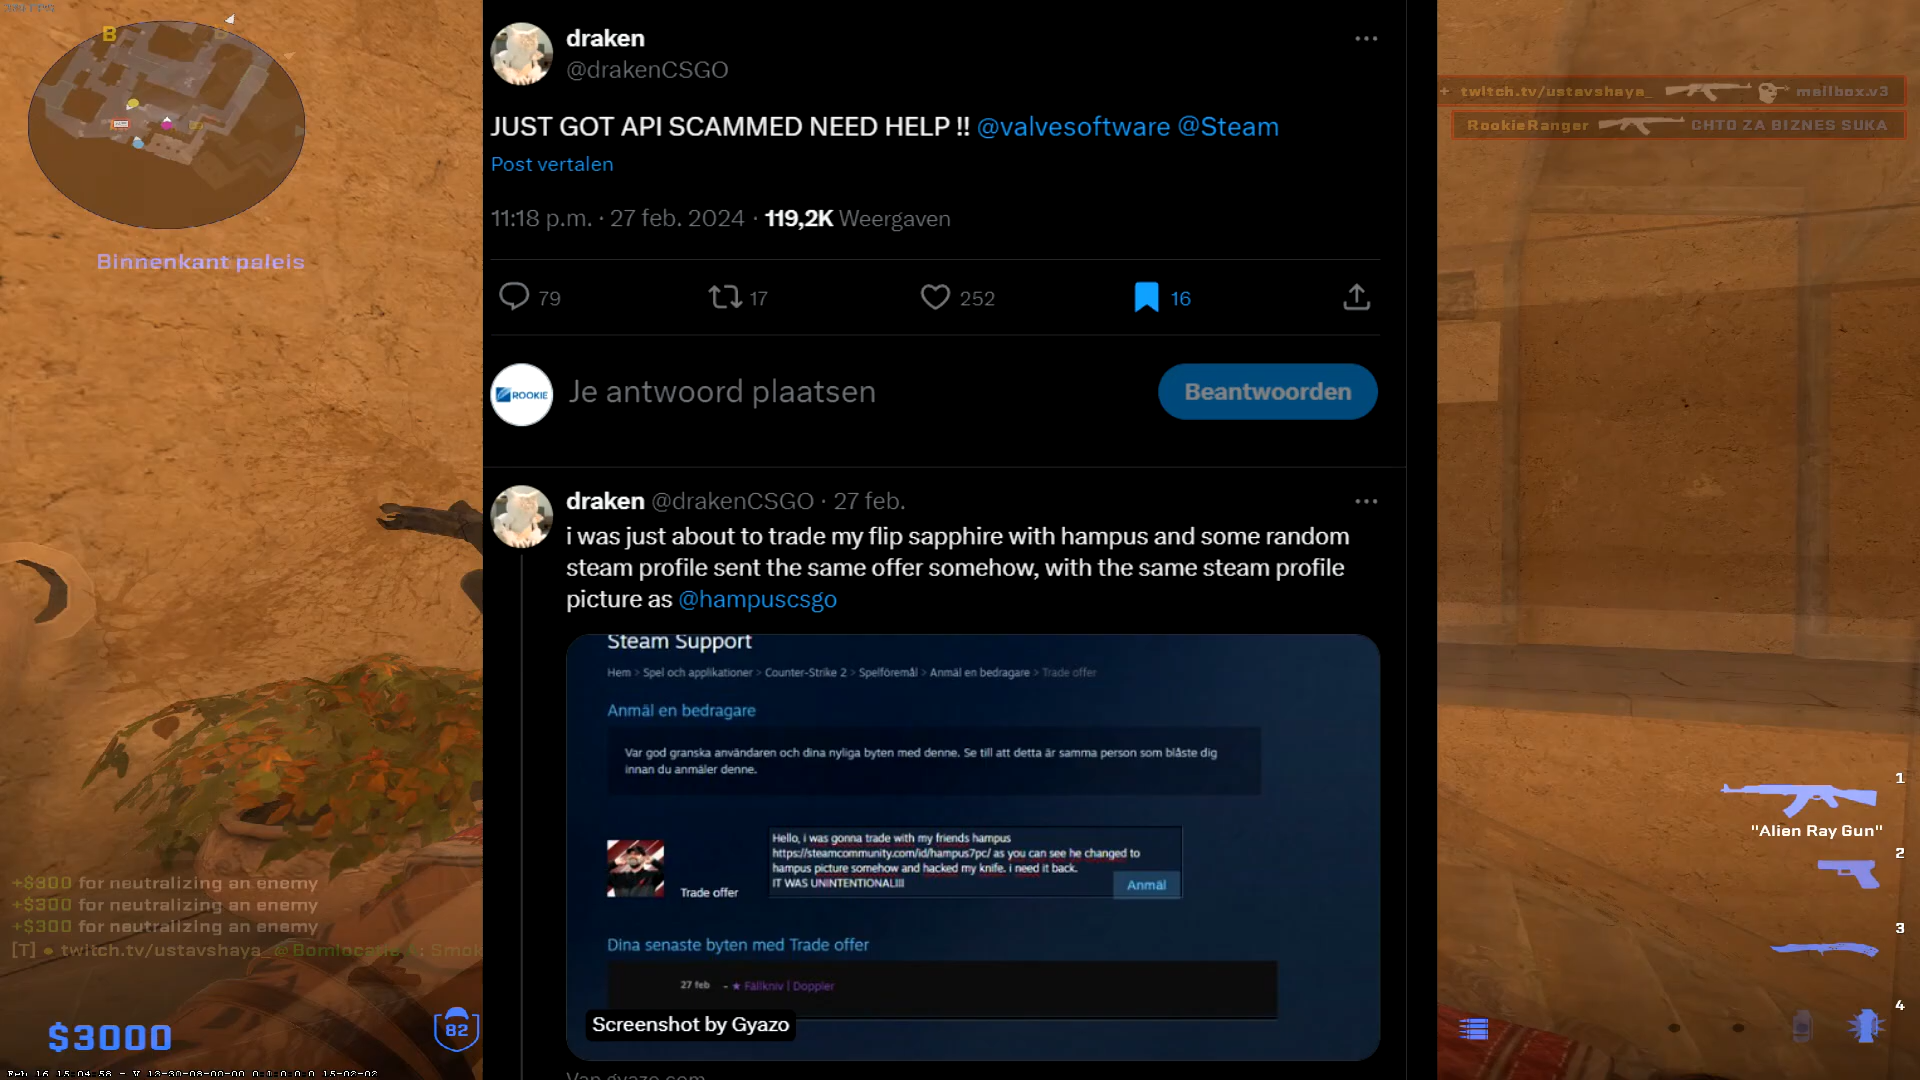 B
Binnenkant paleis
draken
@drakenCSGO
JUST GOT API SCAMMED NEED HELP !! @valvesoftware @Steam
Post vertalen
11:18 p.m. · 27 feb. 2024 · 119,2K Weergaven
79
17
252
16
ROOKIE
Je antwoord plaatsen
Beantwoorden
draken @drakenCSGO · 27 feb.
i was just about to trade my flip sapphire with hampus and some random
steam profile sent the same offer somehow, with the same steam profile
picture as @hampuscsgo
Steam Support
Hem > Spel och applikationer > Counter-Strike 2 > Spelföremål > Anmäl en bedragare > Trade offer
Anmäl en bedragare
Var god granska användaren och dina nyliga byten med denne. Se till att detta är samma person som blåste dig
innan du anmäler denne.
Hello, i was gonna trade with my friends hampus
https://steamcommunity.com/id/hampus7pc/ as you can see he changed to
hampus picture somehow and hacked my knife. i need it back.
IT WAS UNINTENTIONAL!!!
Trade offer
Anmäl
Dina senaste byten med Trade offer
27 feb - ★ Fällkniv | Doppler
Screenshot by Gyazo
Van gyazo.com
+ twitch.tv/ustavshaya_ mailbox.v3
RookieRanger CHTO ZA BIZNES SUKA
1
"Alien Ray Gun"
2
3
4
+$300 for neutralizing an enemy
+$300 for neutralizing an enemy
+$300 for neutralizing an enemy
[T] ● twitch.tv/ustavshaya_@Bomlocatie : Smok
$3000
82